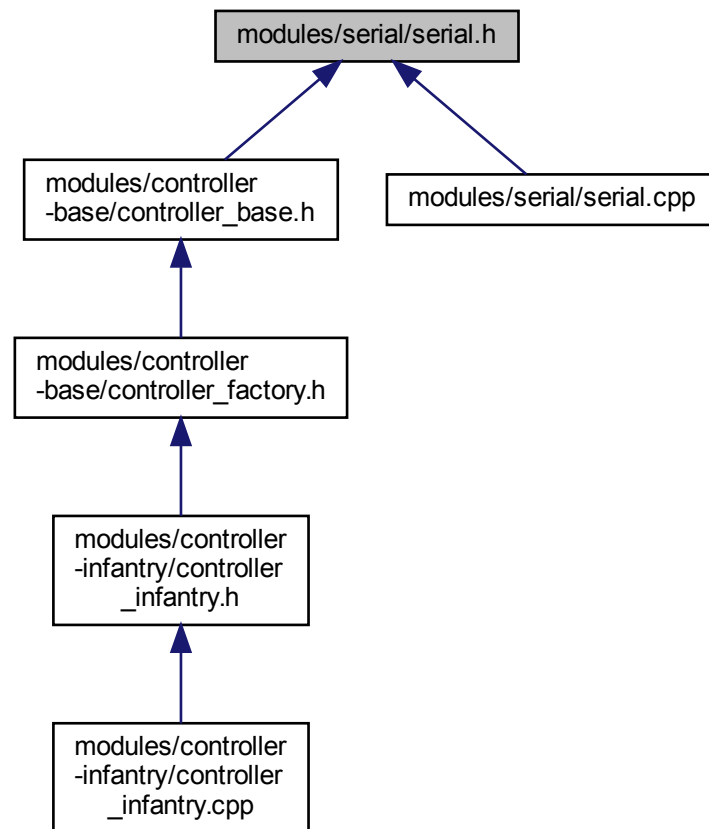 modules/serial/serial.h
modules/controller
-base/controller_base.h
modules/serial/serial.cpp
modules/controller
-base/controller_factory.h
modules/controller
-infantry/controller
_infantry.h
modules/controller
-infantry/controller
_infantry.cpp